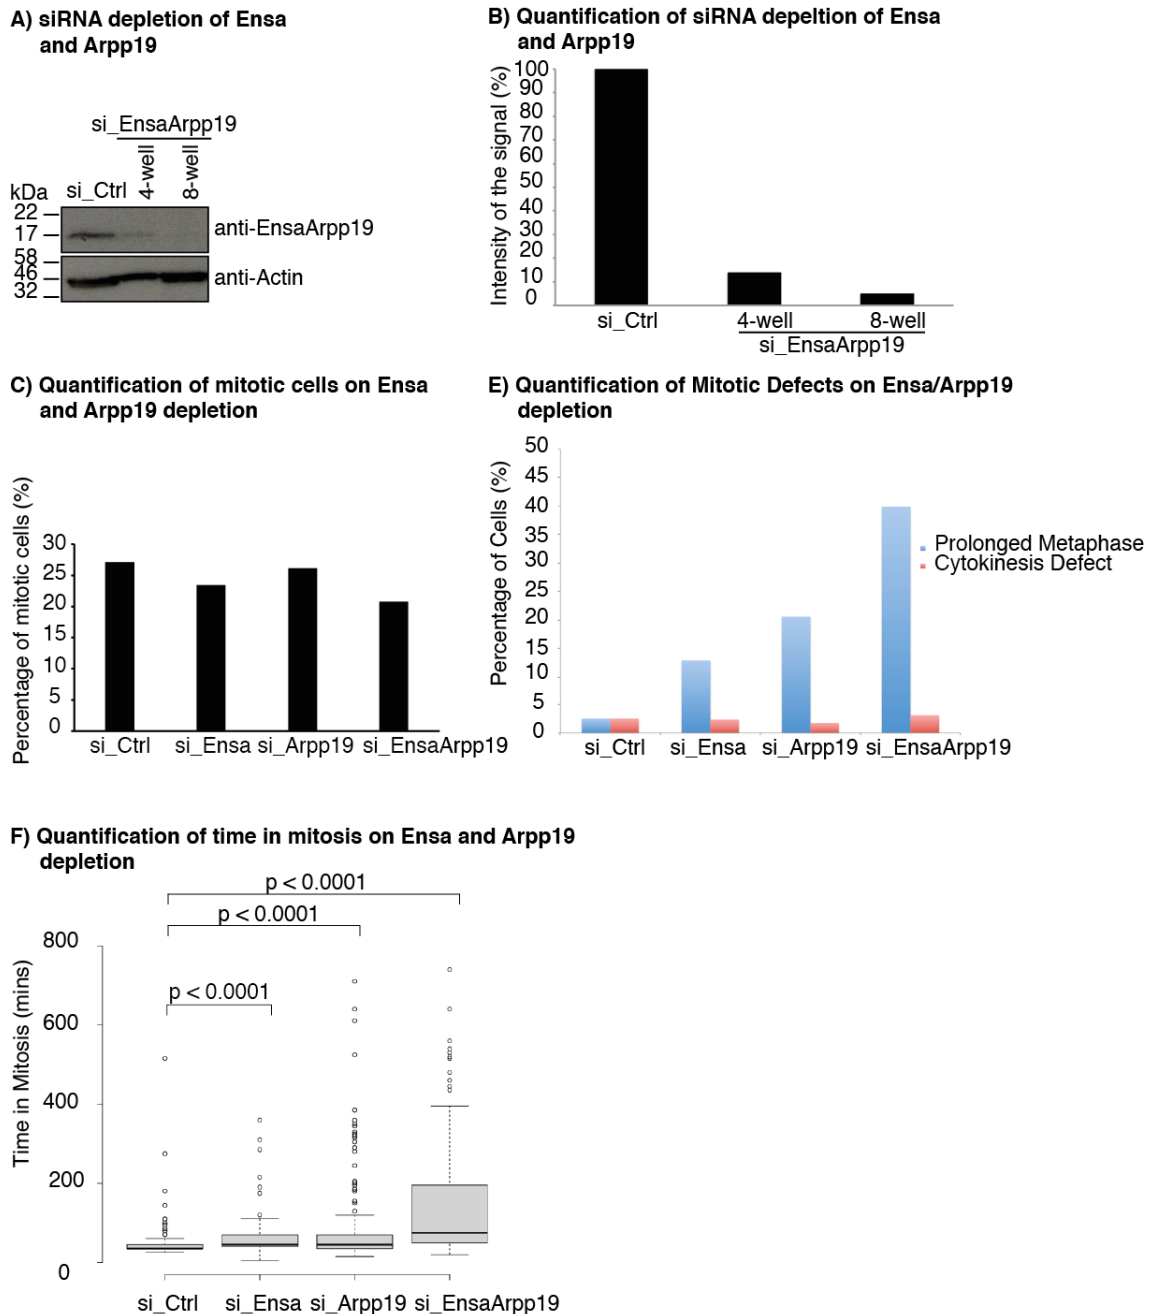 A) siRNA depletion of Ensa
and Arpp19
si_EnsaArpp19
kDa
si_Ctrl
4-well
8-well
22
17
anti-EnsaArpp19
58
46
32
anti-Actin
B) Quantification of siRNA depeltion of Ensa
and Arpp19
Intensity of the signal (%)
100
90
80
70
60
50
40
30
20
10
0
si_Ctrl
4-well
8-well
si_EnsaArpp19
C) Quantification of mitotic cells on Ensa
and Arpp19 depletion
Percentage of mitotic cells (%)
30
25
20
15
10
5
0
si_Ctrl
si_Ensa
si_Arpp19
si_EnsaArpp19
E) Quantification of Mitotic Defects on Ensa/Arpp19
depletion
Percentage of Cells (%)
50
45
40
35
30
25
20
15
10
5
0
Prolonged Metaphase
Cytokinesis Defect
si_Ctrl
si_Ensa
si_Arpp19
si_EnsaArpp19
F) Quantification of time in mitosis on Ensa and Arpp19
depletion
p < 0.0001
p < 0.0001
p < 0.0001
Time in Mitosis (mins)
800
600
400
200
0
si_Ctrl
si_Ensa
si_Arpp19
si_EnsaArpp19